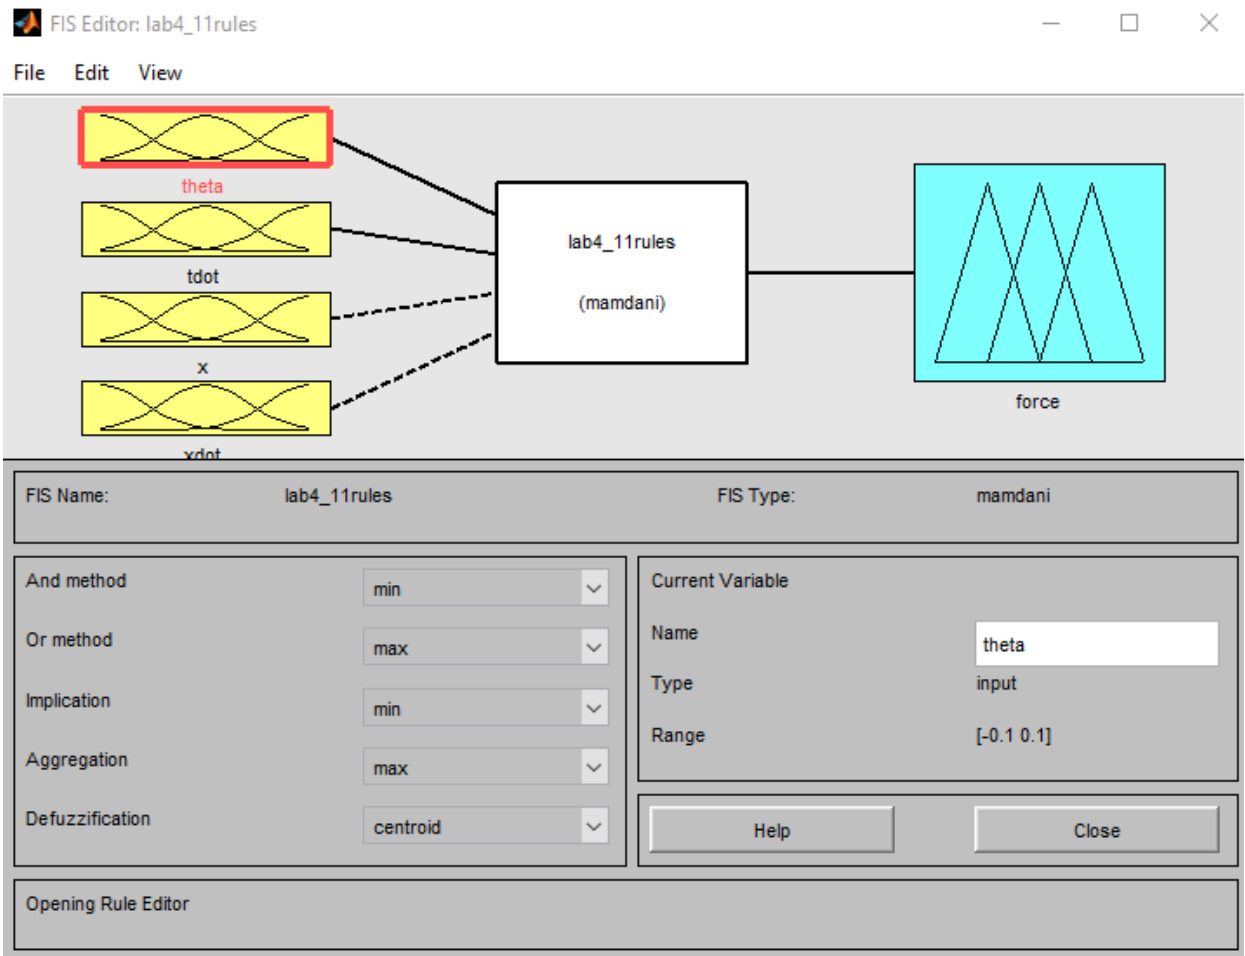 FIS Editor: lab4_11rules
File Edit View
theta
tdot
x
xdot
lab4_11rules
(mamdani)
force
FIS Name: lab4_11rules FIS Type: mamdani
And method min
Or method max
Implication min
Aggregation max
Defuzzification centroid
Current Variable
Name theta
Type input
Range [-0.1 0.1]
Help Close
Opening Rule Editor